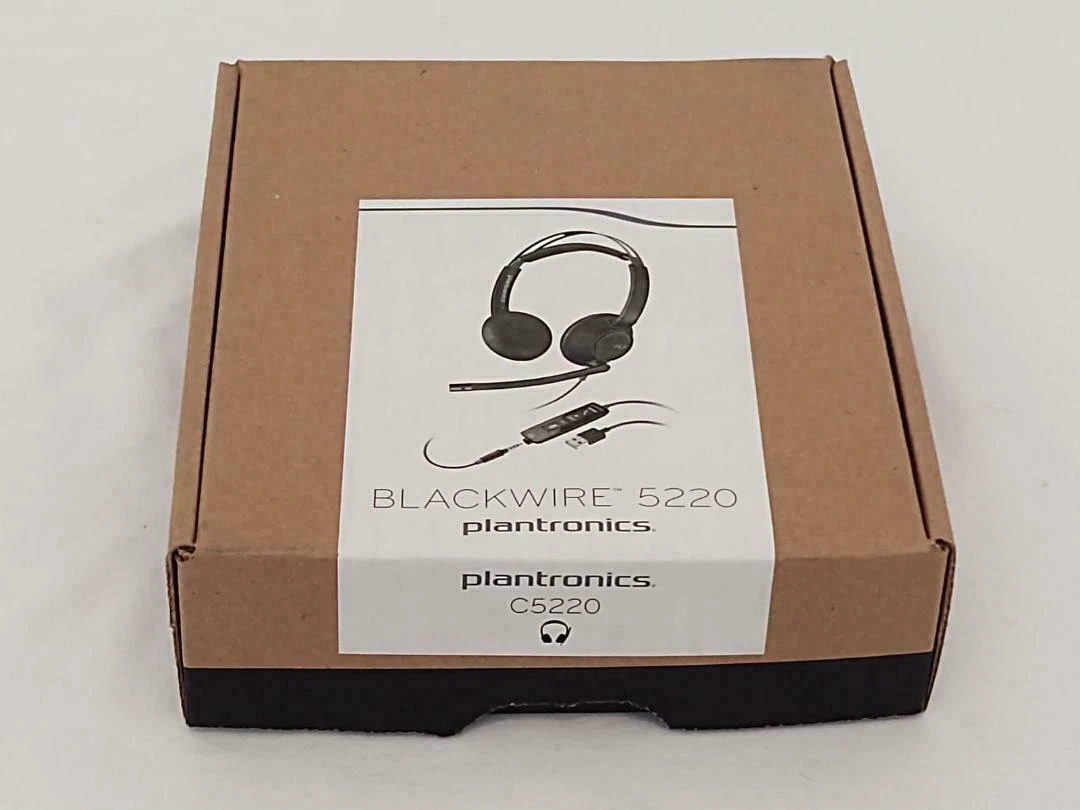 BLACKWIRE™ 5220
plantronics.
plantronics.
C5220